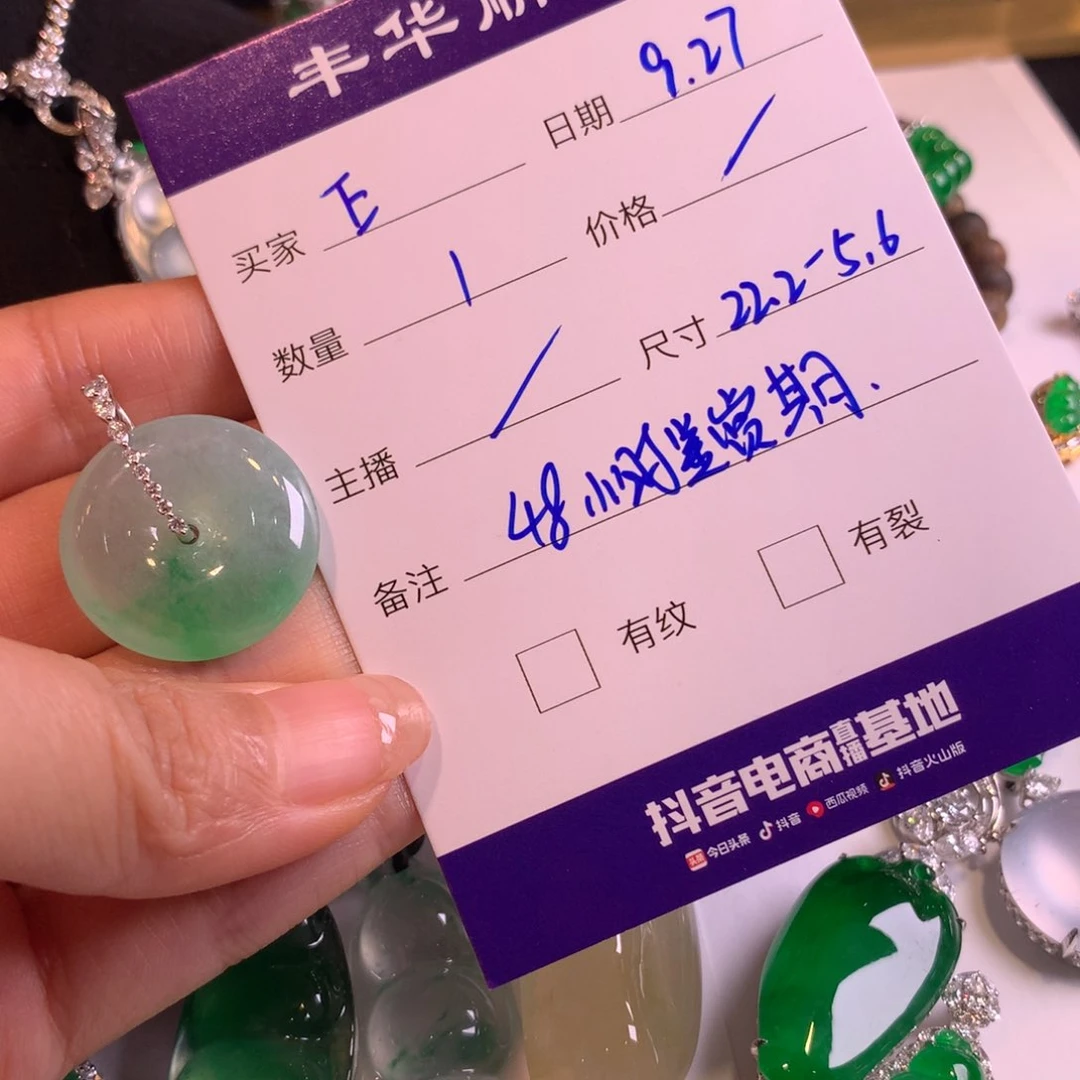 丰华
日期 9.27
买家 E
价格 /
数量 1
尺寸 22.2-5.6
主播 /
备注 48小时鉴赏期.
有纹
有裂
抖音电商直播基地
今日头条 抖音 西瓜视频 抖音火山版